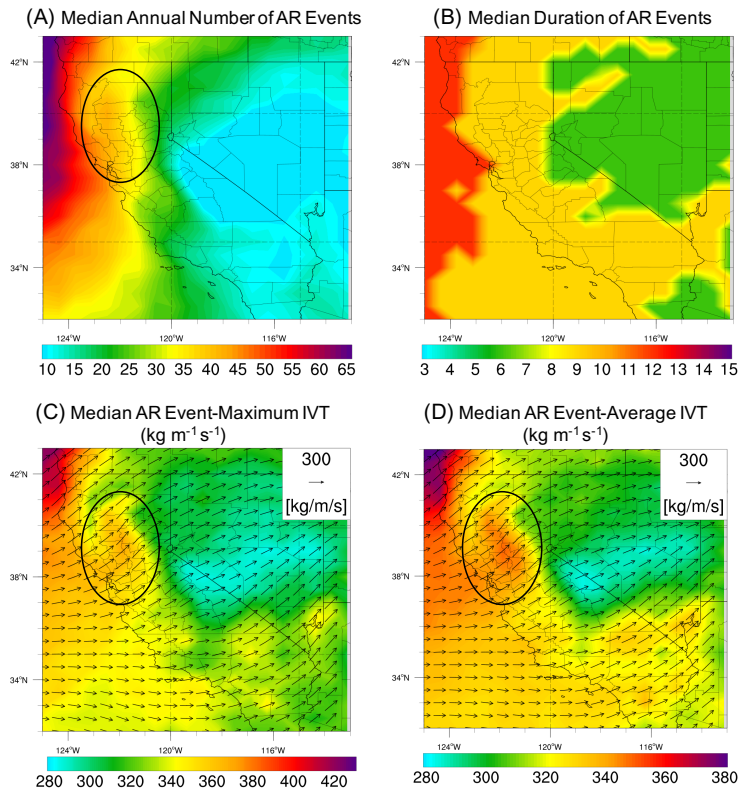 (A) Median Annual Number of AR Events
(B) Median Duration of AR Events
42°N
38°N
34°N
124°W 120°W 116°W
10 15 20 25 30 35 40 45 50 55 60 65
42°N
38°N
34°N
124°W 120°W 116°W
3 4 5 6 7 8 9 10 11 12 13 14 15
(C) Median AR Event-Maximum IVT
(kg m⁻¹ s⁻¹)
(D) Median AR Event-Average IVT
(kg m⁻¹ s⁻¹)
300
[kg/m/s]
42°N
38°N
34°N
124°W 120°W 116°W
280 300 320 340 360 380 400 420
300
[kg/m/s]
42°N
38°N
34°N
124°W 120°W 116°W
280 300 320 340 360 380